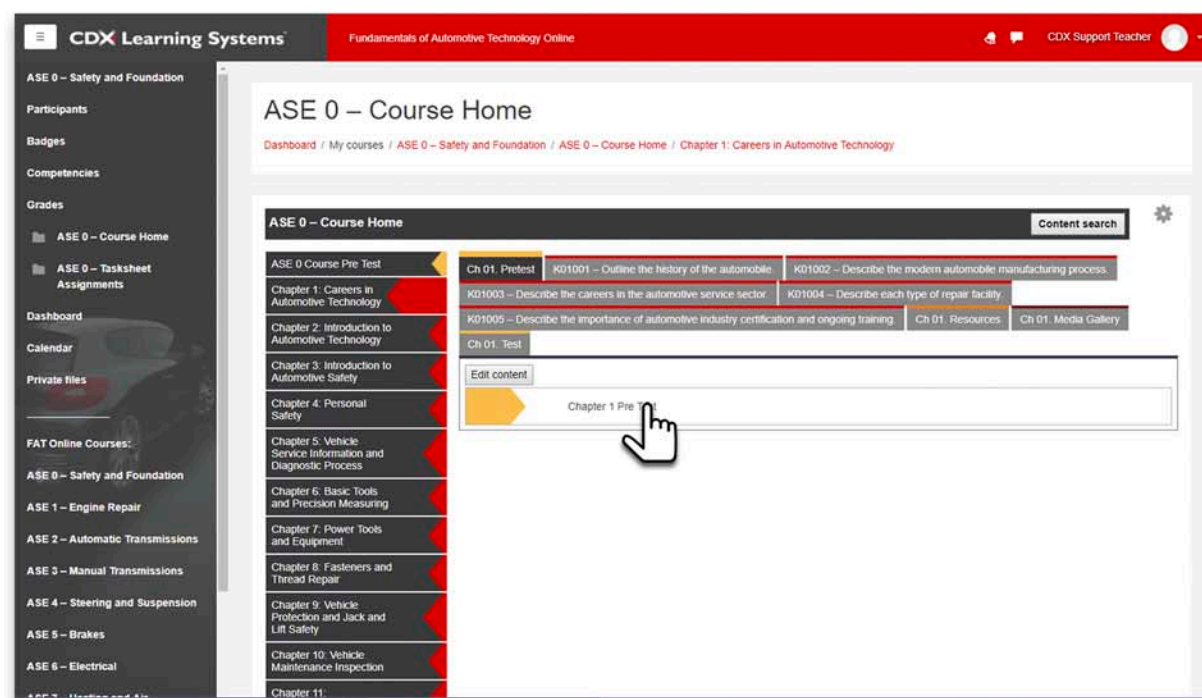 CDX Learning Systems
Fundamentals of Automotive Technology Online
CDX Support Teacher
ASE 0 – Safety and Foundation
Participants
Badges
Competencies
Grades
ASE 0 – Course Home
ASE 0 – Tasksheet
Assignments
Dashboard
Calendar
Private files
FAT Online Courses:
ASE 0 – Safety and Foundation
ASE 1 – Engine Repair
ASE 2 – Automatic Transmissions
ASE 3 – Manual Transmissions
ASE 4 – Steering and Suspension
ASE 5 – Brakes
ASE 6 – Electrical
ASE 7 – Heating and Air
ASE 0 – Course Home
Dashboard / My courses / ASE 0 – Safety and Foundation / ASE 0 – Course Home / Chapter 1: Careers in Automotive Technology
ASE 0 – Course Home
Content search
ASE 0 Course Pre Test
Chapter 1: Careers in
Automotive Technology
Chapter 2: Introduction to
Automotive Technology
Chapter 3: Introduction to
Automotive Safety
Chapter 4: Personal
Safety
Chapter 5: Vehicle
Service Information and
Diagnostic Process
Chapter 6: Basic Tools
and Precision Measuring
Chapter 7: Power Tools
and Equipment
Chapter 8: Fasteners and
Thread Repair
Chapter 9: Vehicle
Protection and Jack and
Lift Safety
Chapter 10: Vehicle
Maintenance Inspection
Chapter 11:
Ch 01. Pretest
K01001 – Outline the history of the automobile.
K01002 – Describe the modern automobile manufacturing process.
K01003 – Describe the careers in the automotive service sector
K01004 – Describe each type of repair facility.
K01005 – Describe the importance of automotive industry certification and ongoing training.
Ch 01. Resources
Ch 01. Media Gallery
Ch 01. Test
Edit content
Chapter 1 Pre